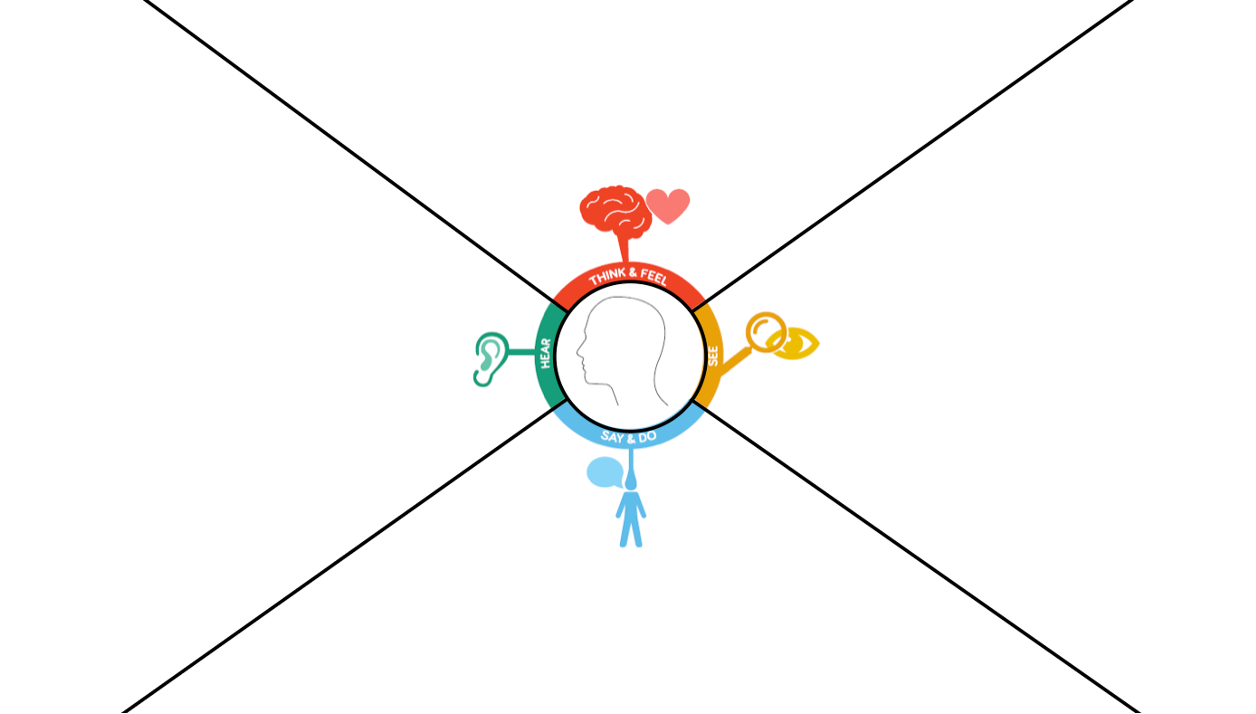 THINK & FEEL
HEAR
SEE
SAY & DO